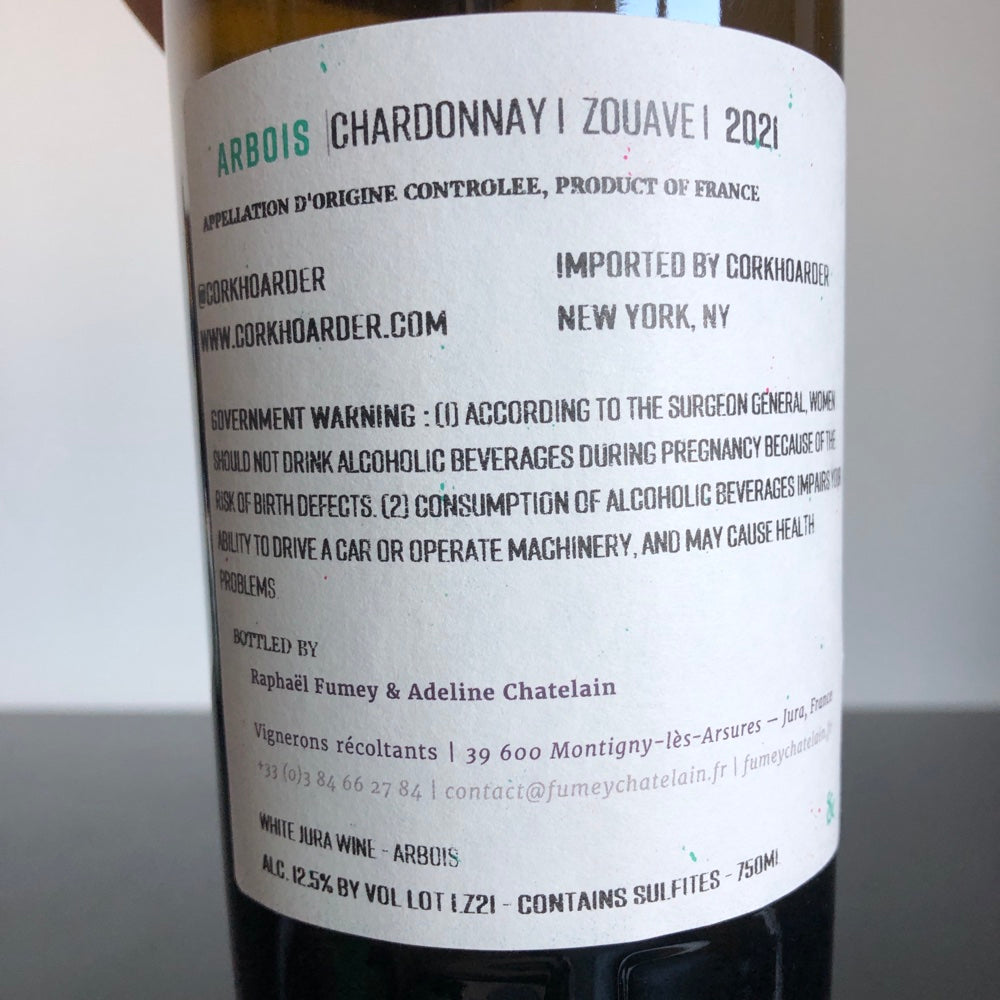 ARBOIS | CHARDONNAY | ZOUAVE | 2021
APPELLATION D'ORIGINE CONTROLEE, PRODUCT OF FRANCE
@CORKHOARDER
WWW.CORKHOARDER.COM
IMPORTED BY CORKHOARDER
NEW YORK, NY
GOVERNMENT WARNING : (1) ACCORDING TO THE SURGEON GENERAL, WOMEN
SHOULD NOT DRINK ALCOHOLIC BEVERAGES DURING PREGNANCY BECAUSE OF THE
RISK OF BIRTH DEFECTS. (2) CONSUMPTION OF ALCOHOLIC BEVERAGES IMPAIRS YOUR
ABILITY TO DRIVE A CAR OR OPERATE MACHINERY, AND MAY CAUSE HEALTH
PROBLEMS
BOTTLED BY
Raphaël Fumey & Adeline Chatelain
Vignerons récoltants | 39 600 Montigny-lès-Arsures – Jura, France
+33 (0)3 84 66 27 84 | contact@fumeychatelain.fr | fumeychatelain.fr
&
WHITE JURA WINE - ARBOIS
ALC. 12.5% BY VOL LOT LZ21 - CONTAINS SULFITES - 750ML